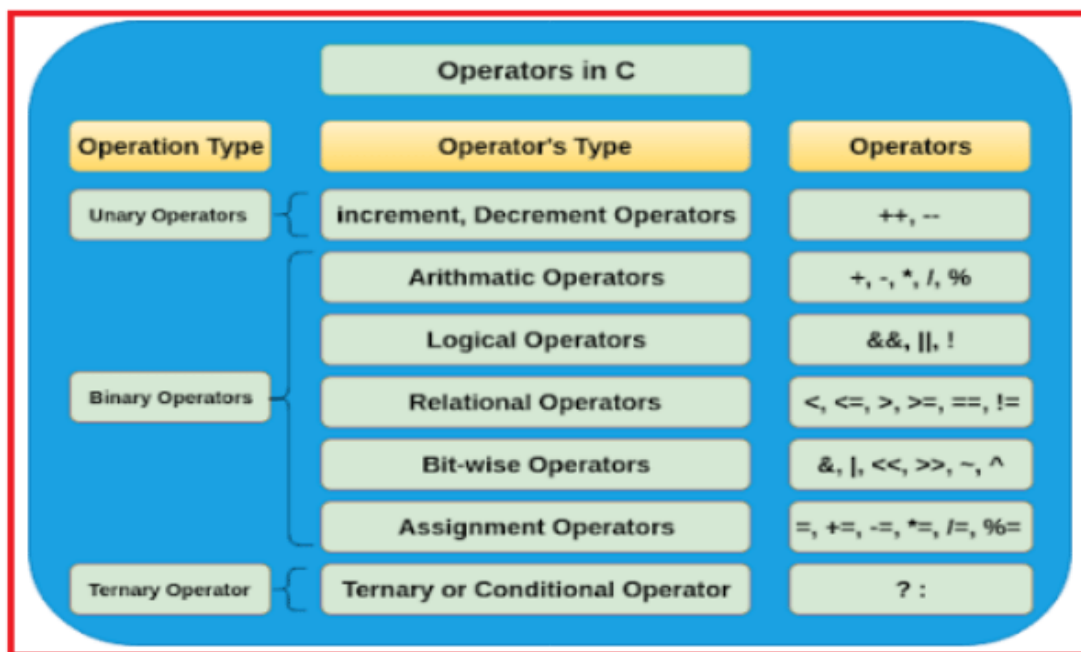 Operators in C
Operation Type Operator's Type Operators
Unary Operators increment, Decrement Operators ++, --
Arithmatic Operators +, -, *, /, %
Logical Operators &&, ||, !
Binary Operators Relational Operators <, <=, >, >=, ==, !=
Bit-wise Operators &, |, <<, >>, ~, ^
Assignment Operators =, +=, -=, *=, /=, %=
Ternary Operator Ternary or Conditional Operator ? :